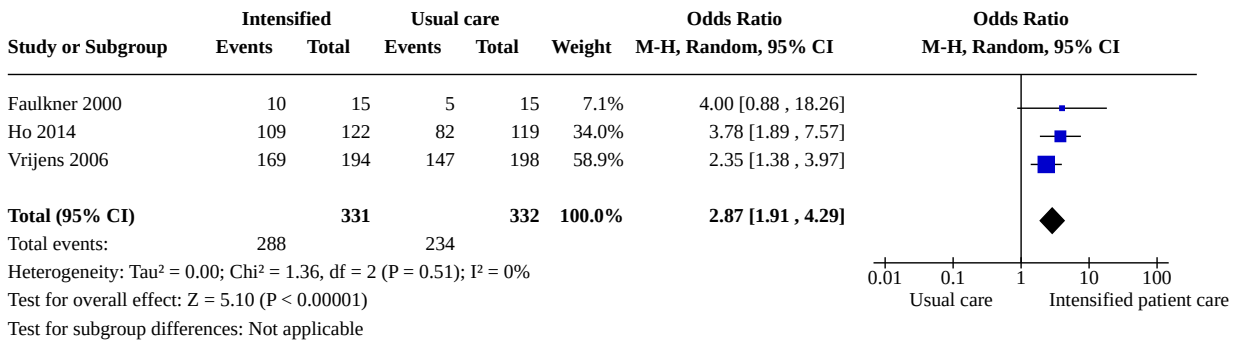 Intensified Usual care Odds Ratio Odds Ratio
Study or Subgroup Events Total Events Total Weight M-H, Random, 95% CI M-H, Random, 95% CI
Faulkner 2000 10 15 5 15 7.1% 4.00 [0.88 , 18.26]
Ho 2014 109 122 82 119 34.0% 3.78 [1.89 , 7.57]
Vrijens 2006 169 194 147 198 58.9% 2.35 [1.38 , 3.97]
Total (95% CI) 331 332 100.0% 2.87 [1.91 , 4.29]
Total events: 288 234
Heterogeneity: Tau² = 0.00; Chi² = 1.36, df = 2 (P = 0.51); I² = 0%
0.01 0.1 1 10 100
Test for overall effect: Z = 5.10 (P < 0.00001)
Usual care Intensified patient care
Test for subgroup differences: Not applicable